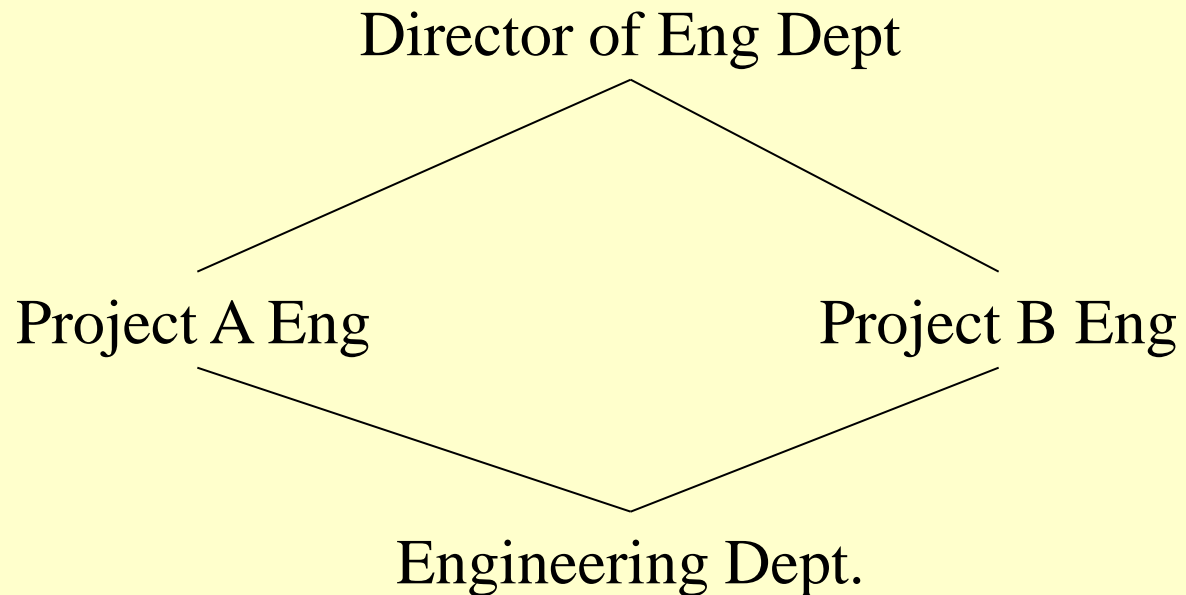 Director of Eng Dept
Project A Eng
Project B Eng
Engineering Dept.